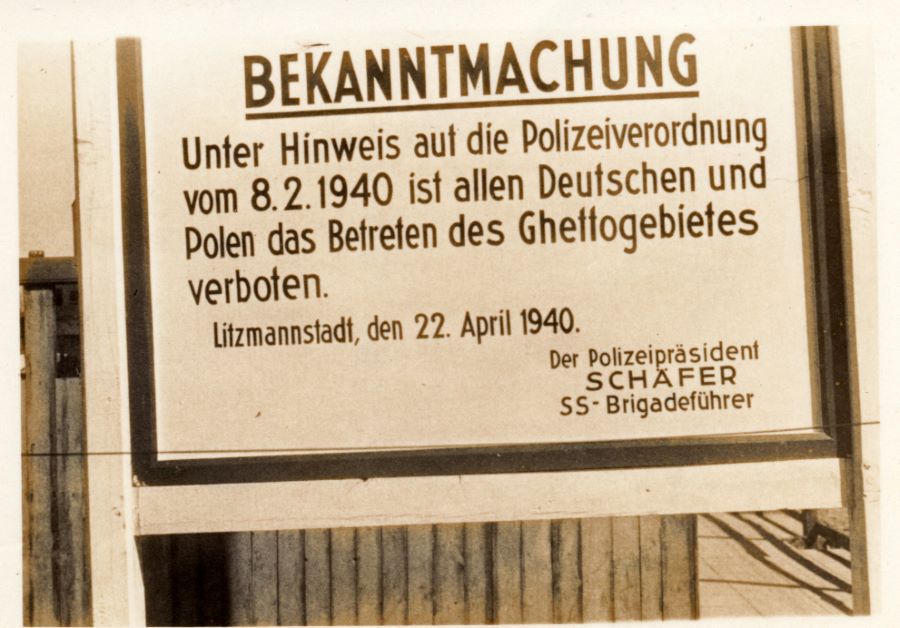 BEKANNTMACHUNG
Unter Hinweis auf die Polizeiverordnung
vom 8.2.1940 ist allen Deutschen und
Polen das Betreten des Ghettogebietes
verboten.
Litzmannstadt, den 22. April 1940.
Der Polizeipräsident
SCHÄFER
SS-Brigadeführer